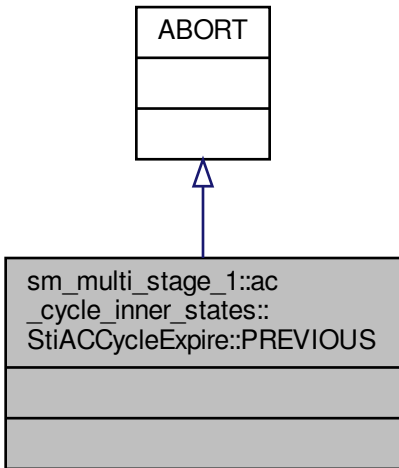 ABORT
sm_multi_stage_1::ac
_cycle_inner_states::
StiACCycleExpire::PREVIOUS